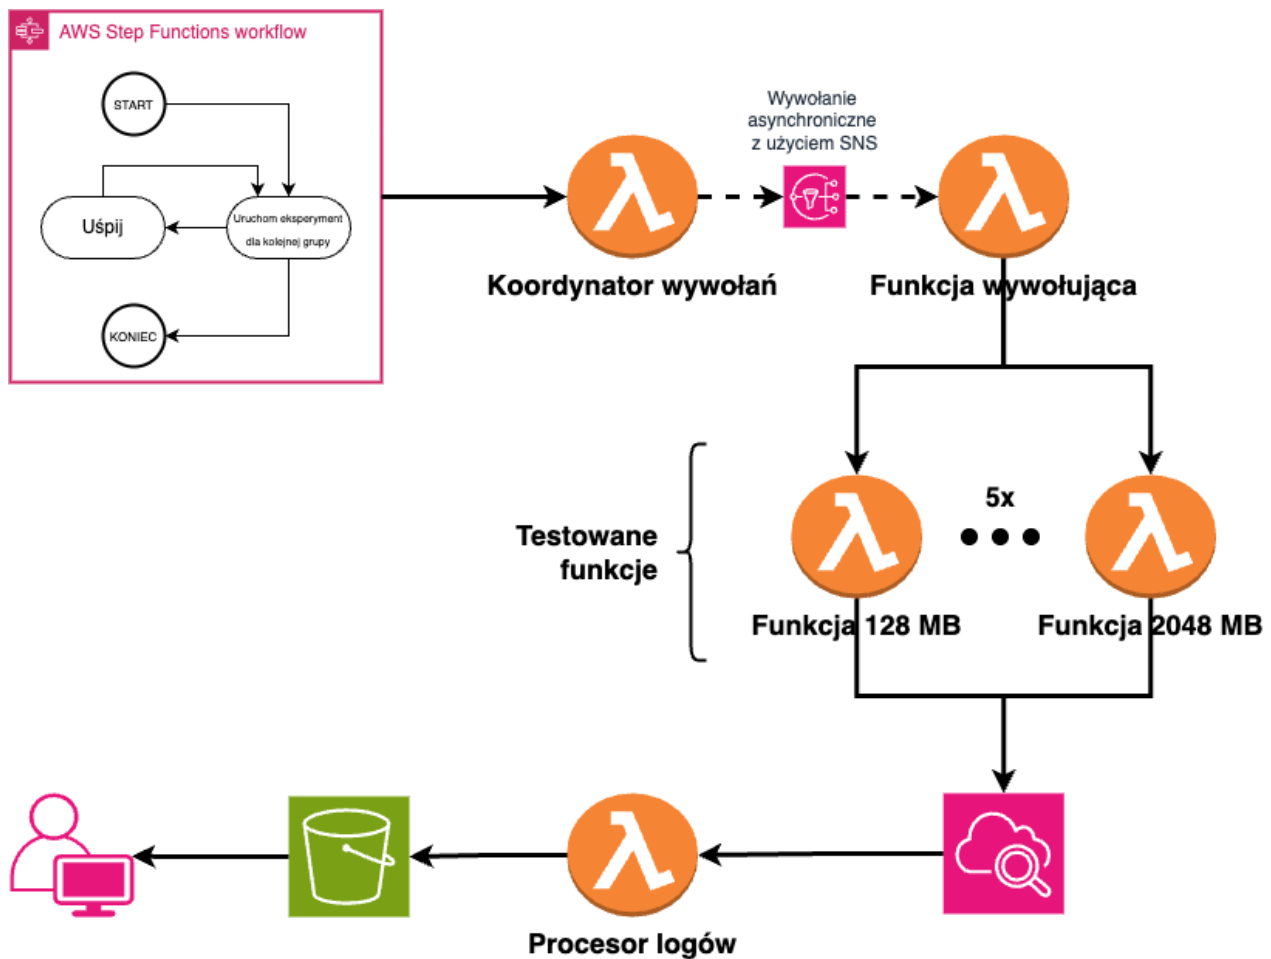 AWS Step Functions workflow
START
Uśpij
Uruchom eksperyment
dla kolejnej grupy
KONIEC
Wywołanie
asynchroniczne
z użyciem SNS
Koordynator wywołań
Funkcja wywołująca
Testowane
funkcje
5x
Funkcja 128 MB
Funkcja 2048 MB
Procesor logów